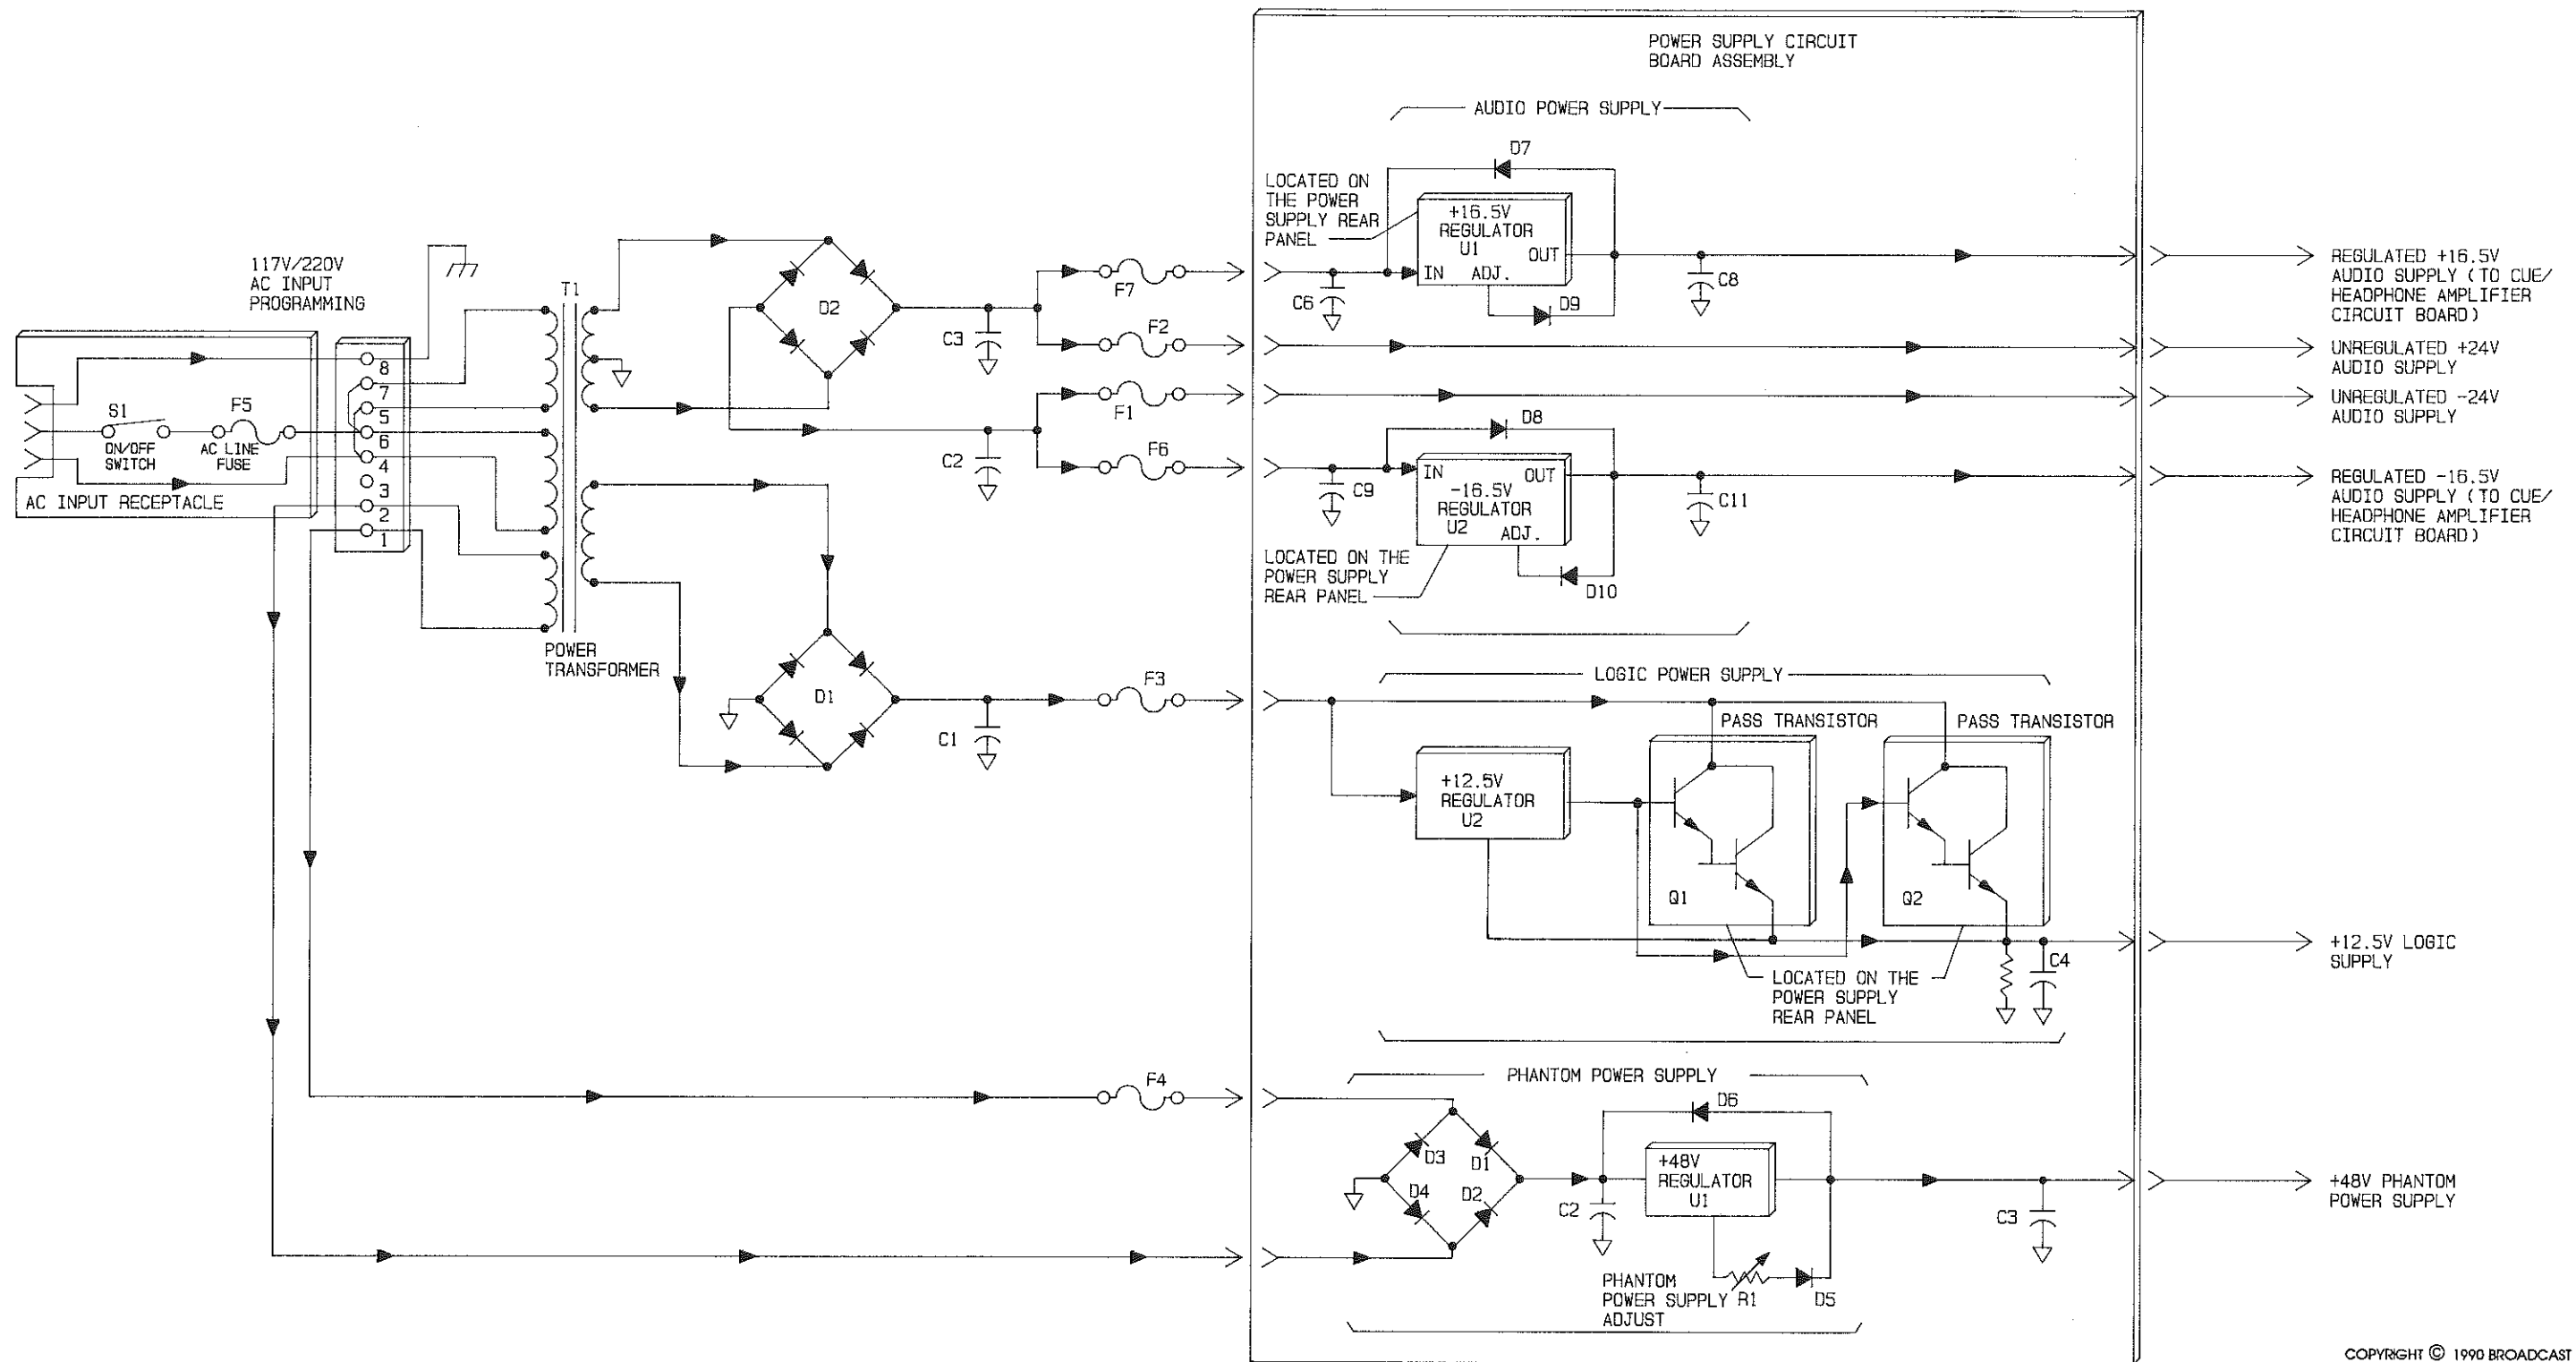 POWER SUPPLY CIRCUIT
BOARD ASSEMBLY
AUDIO POWER SUPPLY
D7
LOCATED ON
THE POWER
SUPPLY REAR
PANEL
+16.5V
REGULATOR
U1
OUT
IN
ADJ.
C6
D9
C8
REGULATED +16.5V
AUDIO SUPPLY (TO CUE/
HEADPHONE AMPLIFIER
CIRCUIT BOARD)
UNREGULATED +24V
AUDIO SUPPLY
UNREGULATED -24V
AUDIO SUPPLY
REGULATED -16.5V
AUDIO SUPPLY (TO CUE/
HEADPHONE AMPLIFIER
CIRCUIT BOARD)
117V/220V
AC INPUT
PROGRAMMING
T1
D2
C3
C2
F7
F2
F1
F6
S1
ON/OFF
SWITCH
F5
AC LINE
FUSE
AC INPUT RECEPTACLE
8
7
5
6
4
3
2
1
D8
IN
OUT
-16.5V
REGULATOR
U2
ADJ.
C9
C11
D10
LOCATED ON THE
POWER SUPPLY
REAR PANEL
POWER
TRANSFORMER
D1
C1
F3
LOGIC POWER SUPPLY
PASS TRANSISTOR
PASS TRANSISTOR
+12.5V
REGULATOR
U2
Q1
Q2
C4
LOCATED ON THE
POWER SUPPLY
REAR PANEL
+12.5V LOGIC
SUPPLY
F4
PHANTOM POWER SUPPLY
D6
D3
D1
D4
D2
C2
+48V
REGULATOR
U1
C3
+48V PHANTOM
POWER SUPPLY
PHANTOM
POWER SUPPLY
ADJUST
R1
D5
COPYRIGHT © 1990 BROADCAST